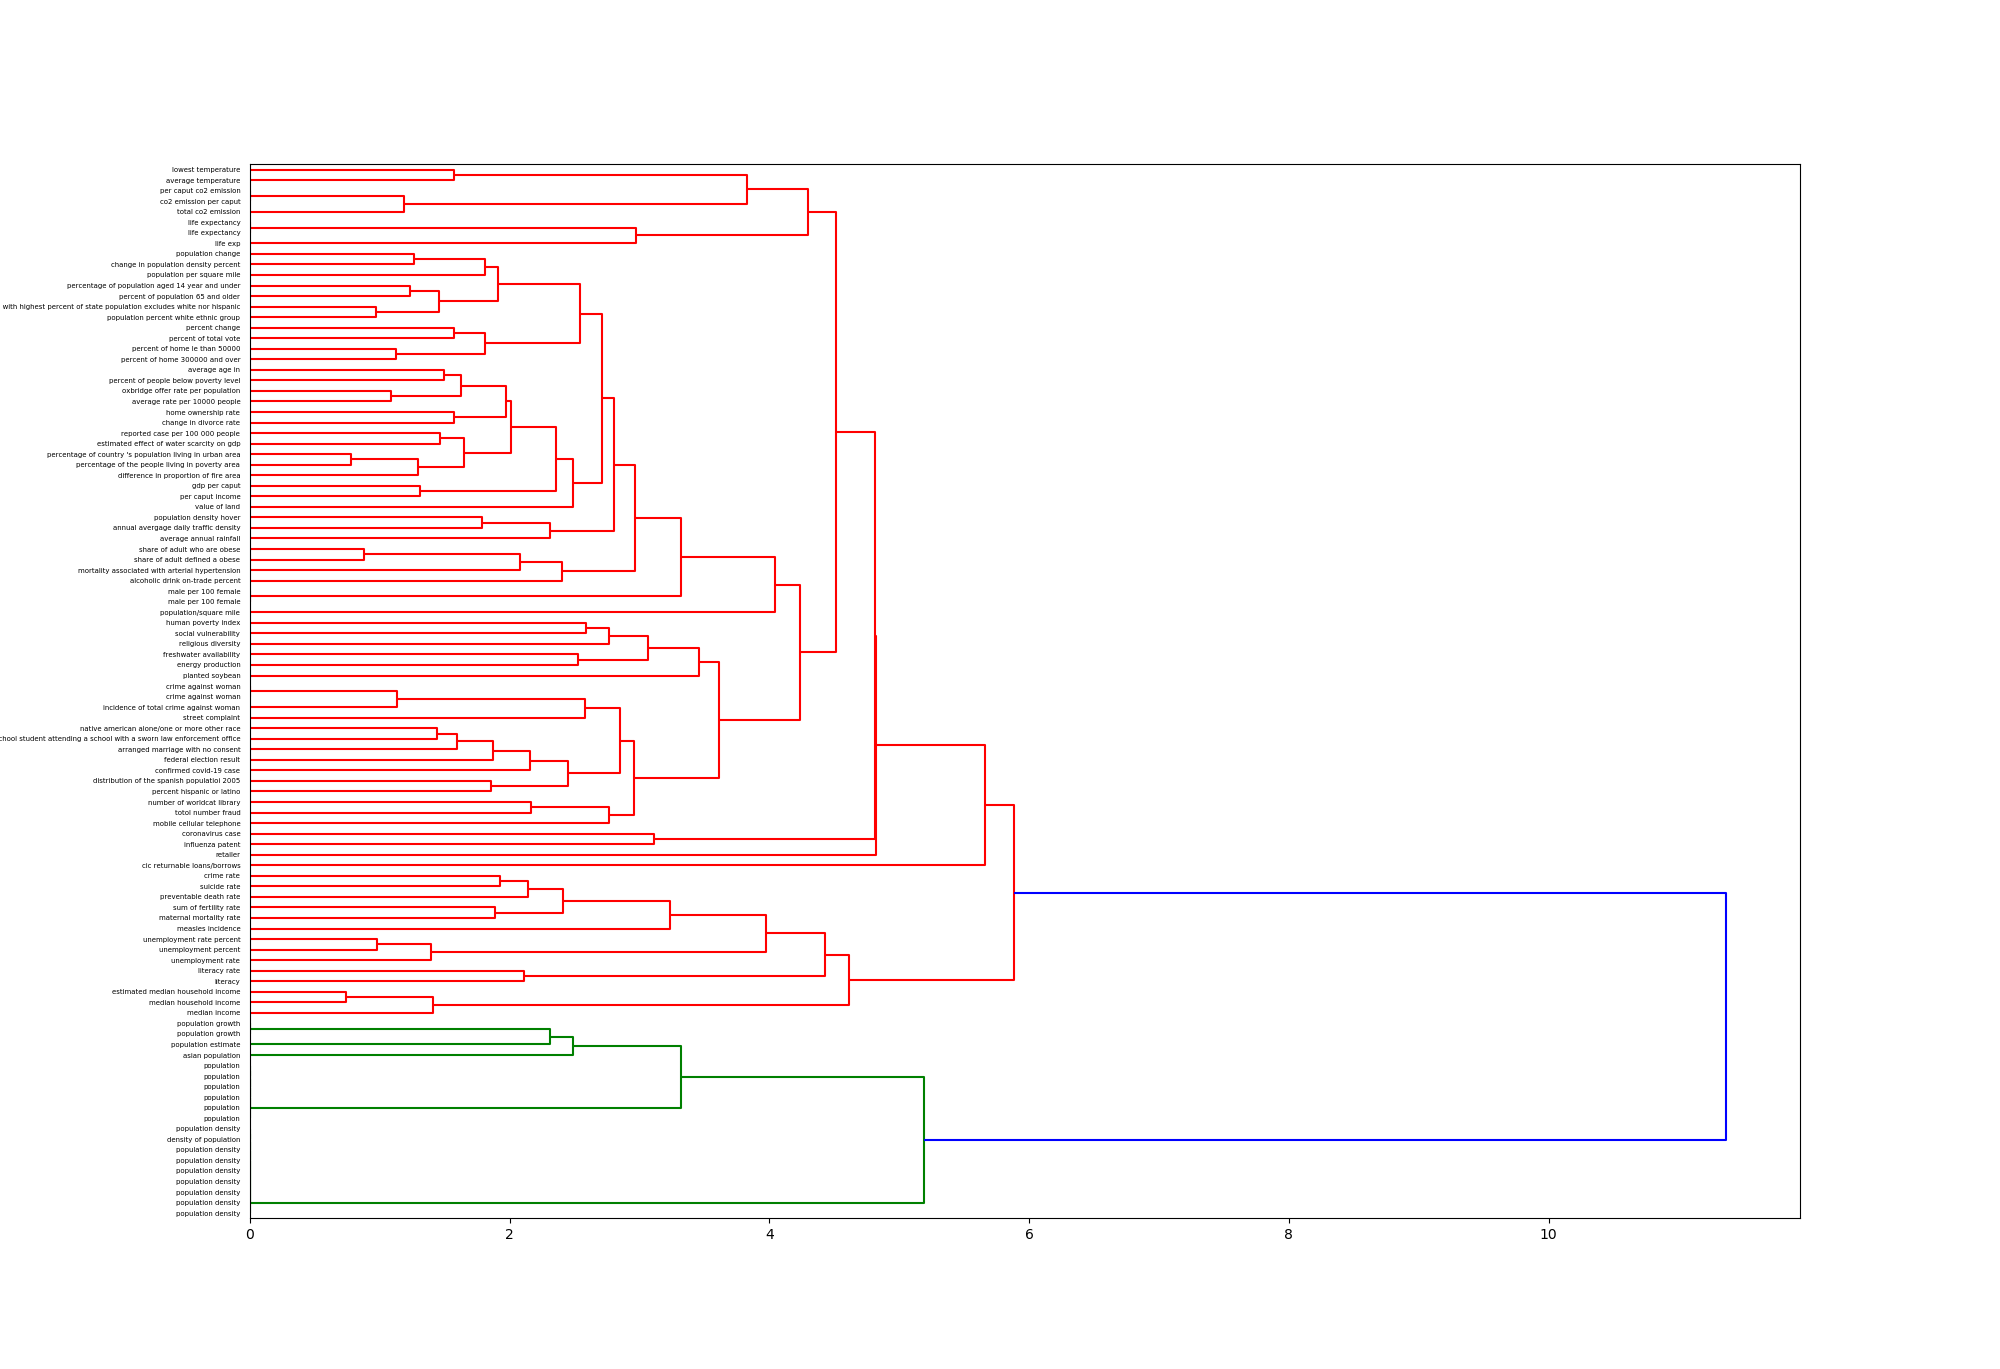 lowest temperature
average temperature
per caput co2 emission
co2 emission per caput
total co2 emission
life expectancy
life expectancy
life exp
population change
change in population density percent
population per square mile
percentage of population aged 14 year and under
percent of population 65 and older
with highest percent of state population excludes white nor hispanic
population percent white ethnic group
percent change
percent of total vote
percent of home le than 50000
percent of home 300000 and over
average age in
percent of people below poverty level
oxbridge offer rate per population
average rate per 10000 people
home ownership rate
change in divorce rate
reported case per 100 000 people
estimated effect of water scarcity on gdp
percentage of country 's population living in urban area
percentage of the people living in poverty area
difference in proportion of fire area
gdp per caput
per caput income
value of land
population density hover
annual avergage daily traffic density
average annual rainfall
share of adult who are obese
share of adult defined a obese
mortality associated with arterial hypertension
alcoholic drink on-trade percent
male per 100 female
male per 100 female
population/square mile
human poverty index
social vulnerability
religious diversity
freshwater availability
energy production
planted soybean
crime against woman
crime against woman
incidence of total crime against woman
street complaint
native american alone/one or more other race
student attending a school with a sworn law enforcement office
arranged marriage with no consent
federal election result
confirmed covid-19 case
distribution of the spanish populatioi 2005
percent hispanic or latino
number of worldcat library
totol number fraud
mobile cellular telephone
coronavirus case
influenza patent
retailer
cic returnable loans/borrows
crime rate
suicide rate
preventable death rate
sum of fertility rate
maternal mortality rate
measles incidence
unemployment rate percent
unemployment percent
unemployment rate
literacy rate
literacy
estimated median household income
median household income
median income
population growth
population growth
population estimate
asian population
population
population
population
population
population
population
population density
density of population
population density
population density
population density
population density
population density
population density
population density
0 2 4 6 8 10